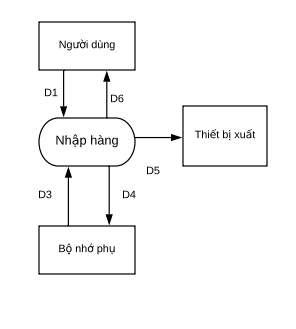 Người dùng
D1
D6
Nhập hàng
Thiết bị xuất
D5
D3
D4
Bộ nhớ phụ